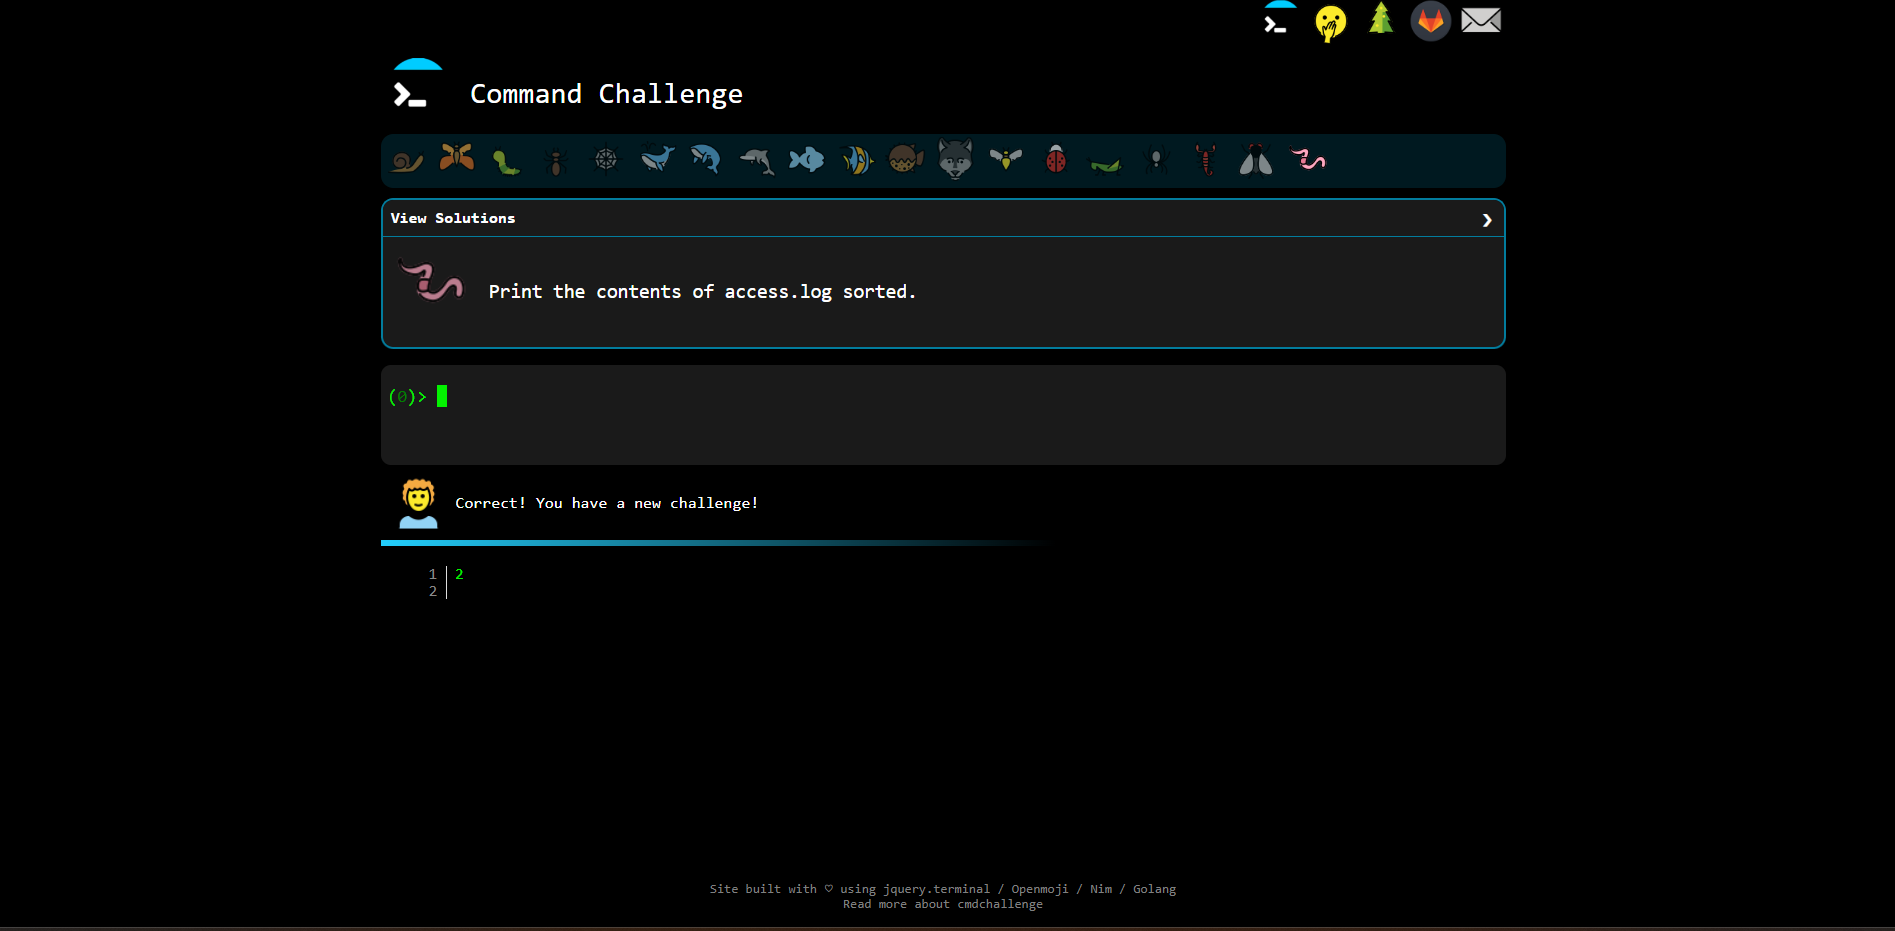 Command Challenge
View Solutions
Print the contents of access.log sorted.
(0)>
Correct! You have a new challenge!
1 2
2
Site built with ♡ using jquery.terminal / Openmoji / Nim / Golang
Read more about cmdchallenge